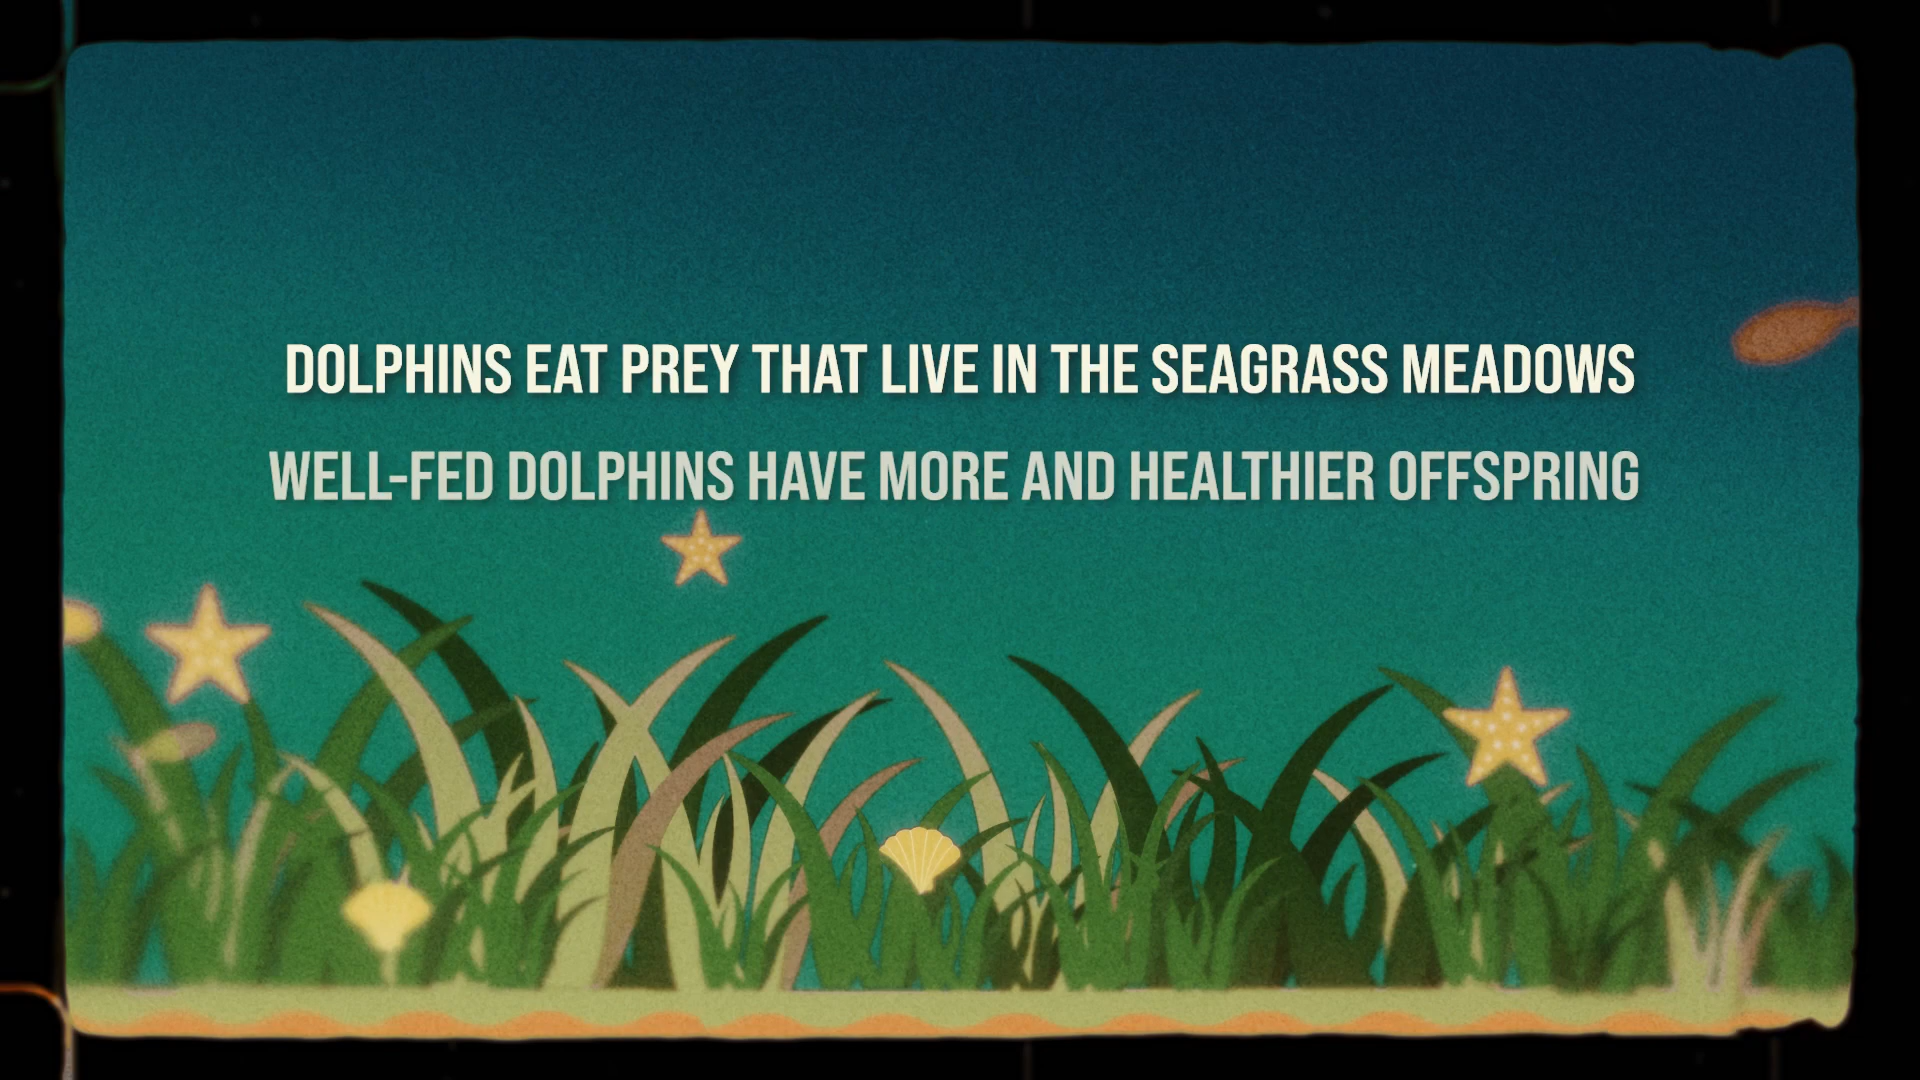 DOLPHINS EAT PREY THAT LIVE IN THE SEAGRASS MEADOWS
WELL-FED DOLPHINS HAVE MORE AND HEALTHIER OFFSPRING